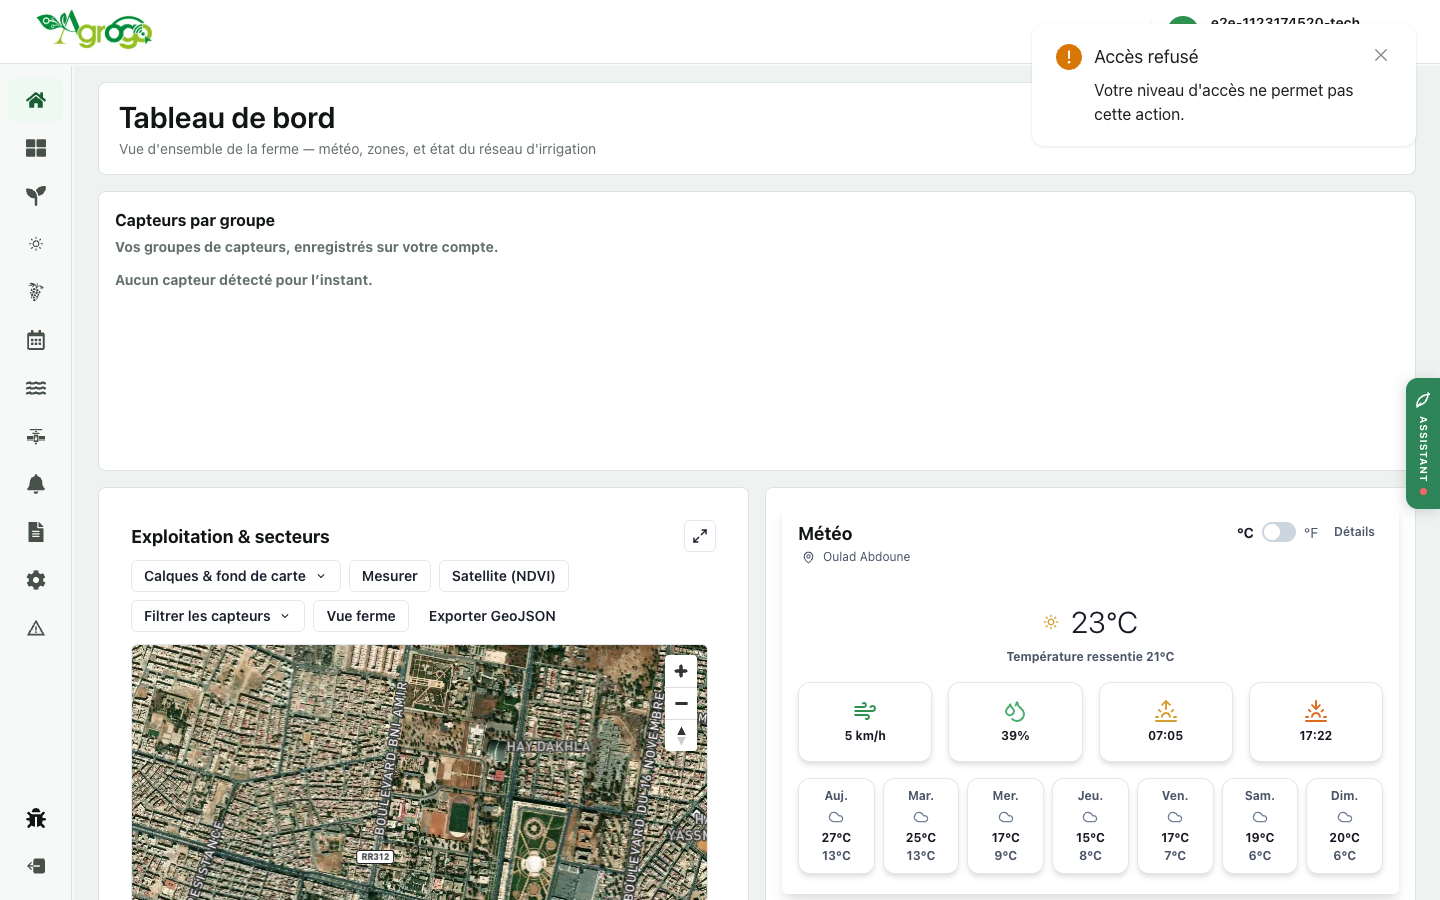 Agrogo
e2e-1123174520-tech
Accès refusé
Votre niveau d'accès ne permet pas
cette action.
Tableau de bord
Vue d'ensemble de la ferme — météo, zones, et état du réseau d'irrigation
Capteurs par groupe
Vos groupes de capteurs, enregistrés sur votre compte.
Aucun capteur détecté pour l’instant.
ASSISTANT
Exploitation & secteurs
Calques & fond de carte
Mesurer
Satellite (NDVI)
Filtrer les capteurs
Vue ferme
Exporter GeoJSON
BOULEVARD BNI AMIR
HAY DAKHLA
BOULEVARD DU 16 NOVEMBRE
RR312
RESISTANCE
Météo
Oulad Abdoune
°C
°F
Détails
23°C
Température ressentie 21°C
5 km/h
39%
07:05
17:22
Auj.
27°C
13°C
Mar.
25°C
13°C
Mer.
17°C
9°C
Jeu.
15°C
8°C
Ven.
17°C
7°C
Sam.
19°C
6°C
Dim.
20°C
6°C